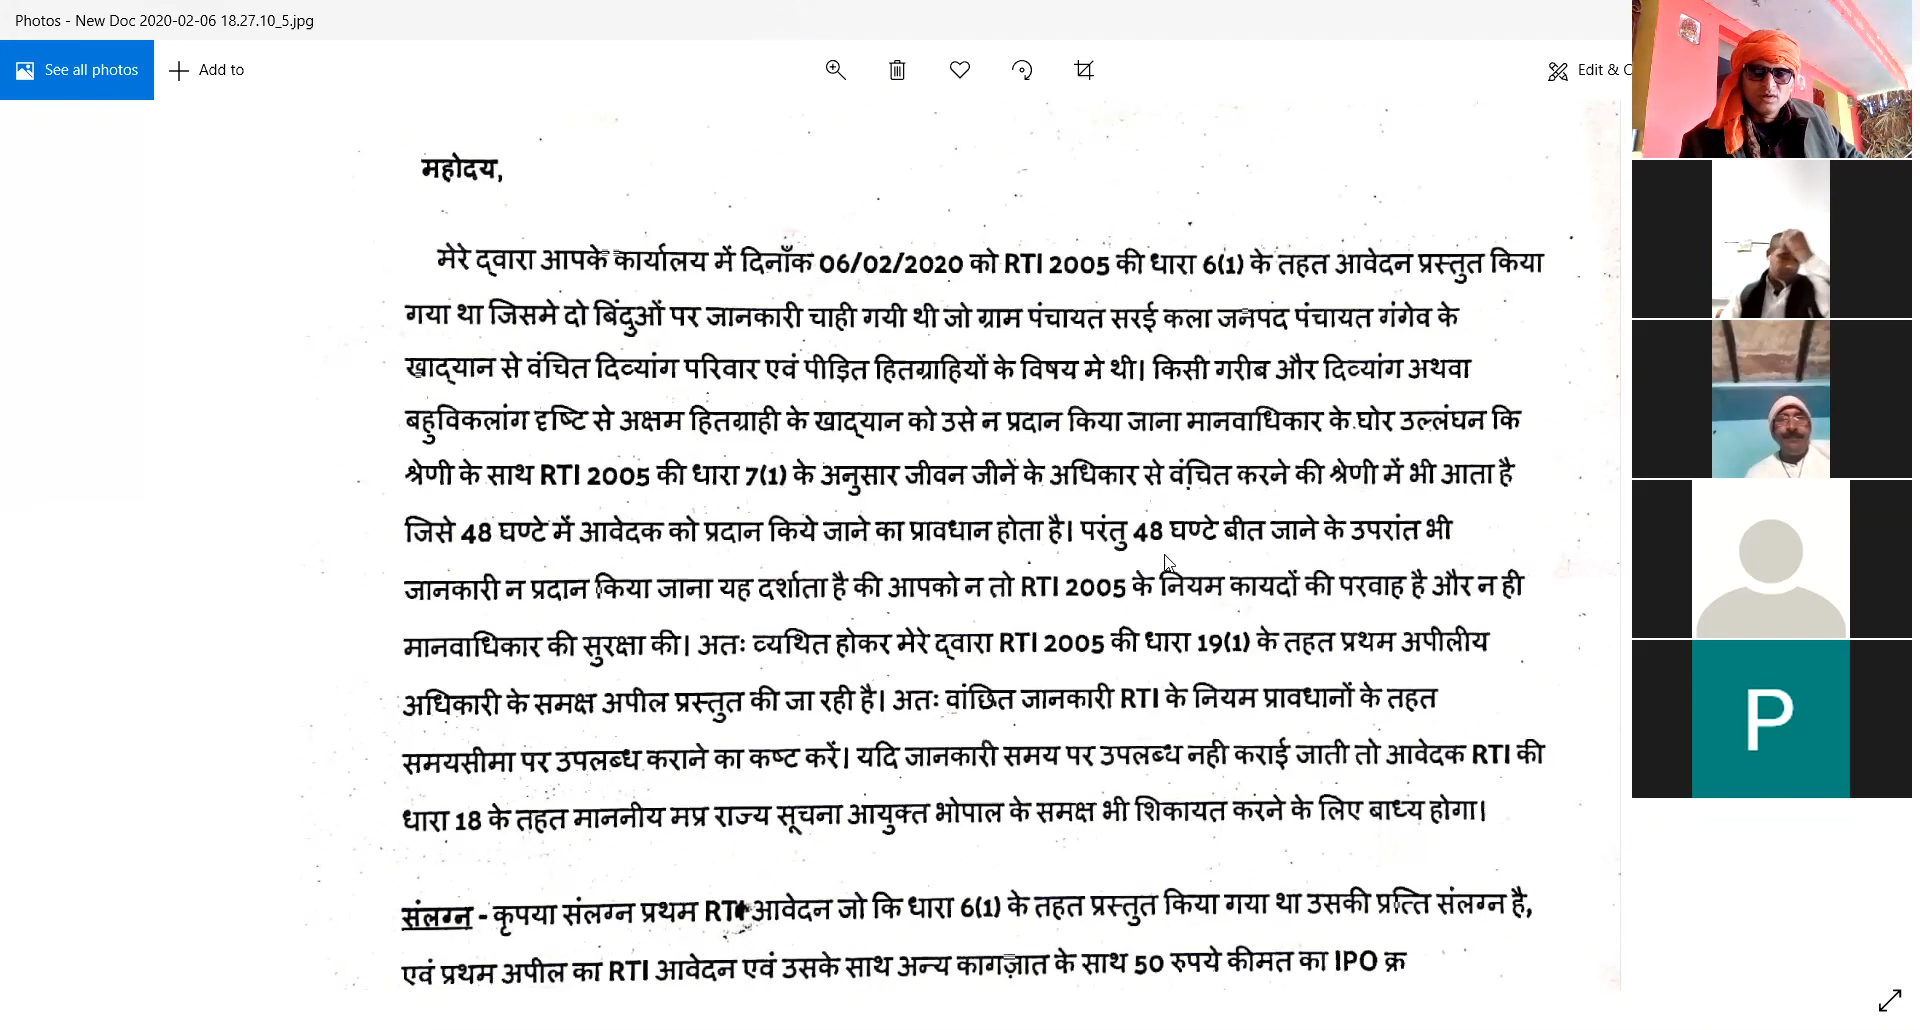 Photos - New Doc 2020-02-06 18.27.10_5.jpg
See all photos
Add to
Edit & C
महोदय,
मेरे द्वारा आपके कार्यालय में दिनाँक 06/02/2020 को RTI 2005 की धारा 6(1) के तहत आवेदन प्रस्तुत किया
गया था जिसमे दो बिंदुओं पर जानकारी चाही गयी थी जो ग्राम पंचायत सरई कला जनपद पंचायत गंगेव के
खाद्यान से वंचित दिव्यांग परिवार एवं पीड़ित हितग्राहियों के विषय मे थी। किसी गरीब और दिव्यांग अथवा
बहुविकलांग दृष्टि से अक्षम हितग्राही के खाद्यान को उसे न प्रदान किया जाना मानवाधिकार के घोर उल्लंघन कि
श्रेणी के साथ RTI 2005 की धारा 7(1) के अनुसार जीवन जीने के अधिकार से वंचित करने की श्रेणी में भी आता है
जिसे 48 घण्टे में आवेदक को प्रदान किये जाने का प्रावधान होता है। परंतु 48 घण्टे बीत जाने के उपरांत भी
जानकारी न प्रदान किया जाना यह दर्शाता है की आपको न तो RTI 2005 के नियम कायदों की परवाह है और न ही
मानवाधिकार की सुरक्षा की। अतः व्यथित होकर मेरे द्वारा RTI 2005 की धारा 19(1) के तहत प्रथम अपीलीय
अधिकारी के समक्ष अपील प्रस्तुत की जा रही है। अतः वांछित जानकारी RTI के नियम प्रावधानों के तहत
समयसीमा पर उपलब्ध कराने का कष्ट करें। यदि जानकारी समय पर उपलब्ध नही कराई जाती तो आवेदक RTI की
धारा 18 के तहत माननीय मप्र राज्य सूचना आयुक्त भोपाल के समक्ष भी शिकायत करने के लिए बाध्य होगा।
संलग्न - कृपया संलग्न प्रथम RTI आवेदन जो कि धारा 6(1) के तहत प्रस्तुत किया गया था उसकी प्रत्ति संलग्न है,
एवं प्रथम अपील का RTI आवेदन एवं उसके साथ अन्य कागज़ात के साथ 50 रुपये कीमत का IPO क्र
P